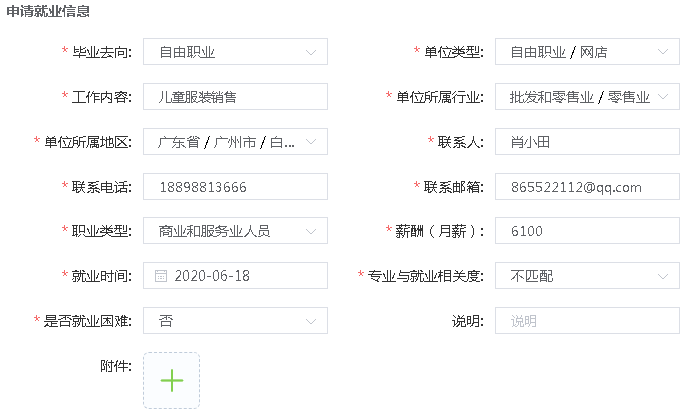 申请就业信息
* 毕业去向: 自由职业 * 单位类型: 自由职业 / 网店
* 工作内容: 儿童服装销售 * 单位所属行业: 批发和零售业 / 零售业
* 单位所属地区: 广东省 / 广州市 / 白... * 联系人: 肖小田
* 联系电话: 18898813666 * 联系邮箱: 865522112@qq.com
* 职业类型: 商业和服务业人员 * 薪酬（月薪）: 6100
* 就业时间: 2020-06-18 * 专业与就业相关度: 不匹配
* 是否就业困难: 否 说明: 说明
附件: